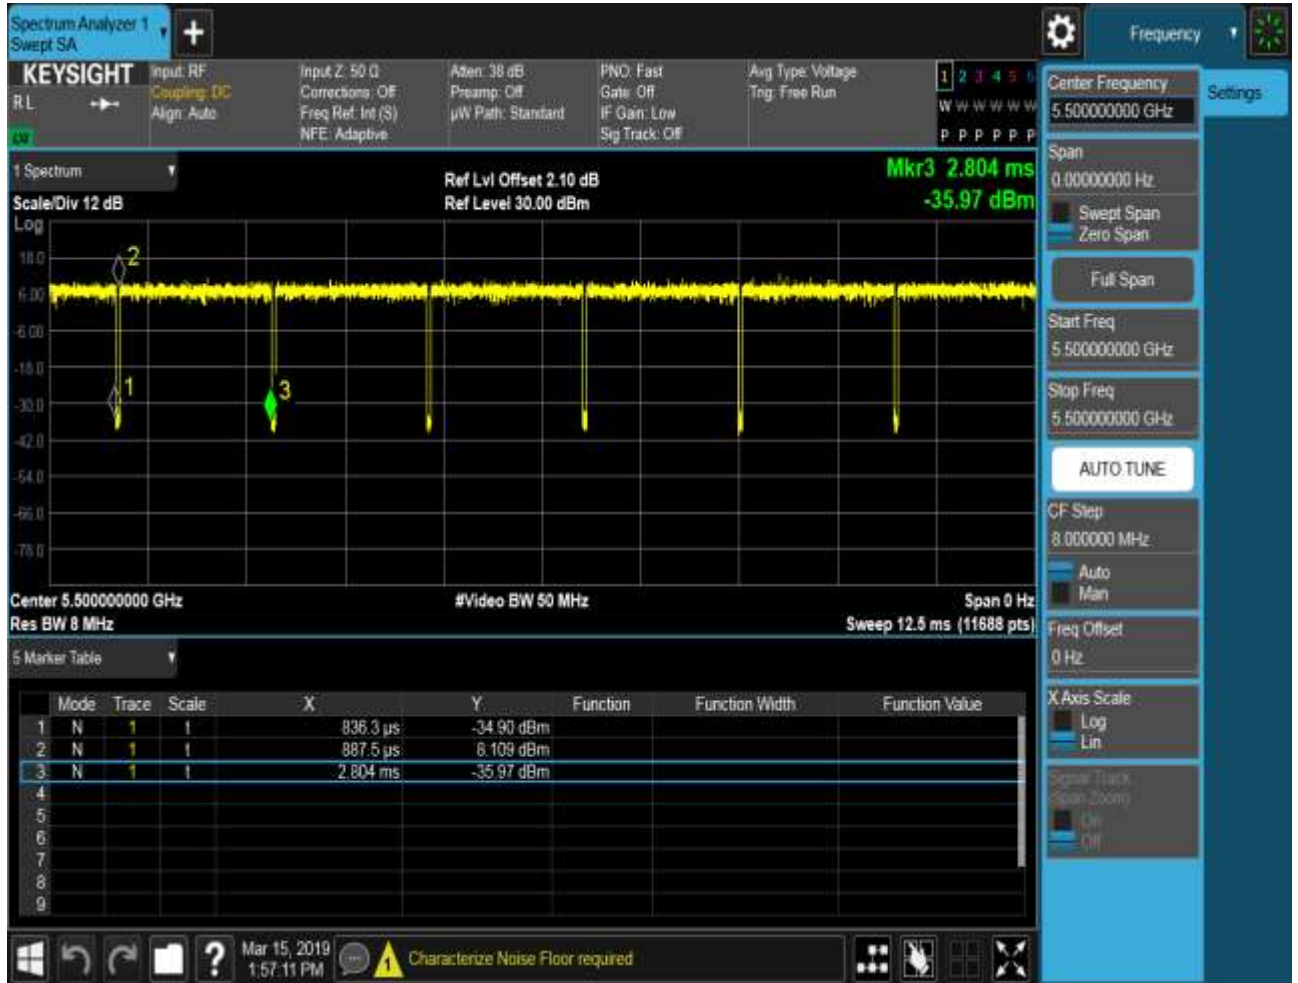 Spectrum Analyzer 1
Swept SA
Frequency
KEYSIGHT
R L
Input: RF
Coupling: DC
Align: Auto
Input Z: 50 Ω
Corrections: Off
Freq Ref: Int (S)
NFE: Adaptive
Atten: 38 dB
Preamp: Off
µW Path: Standard
PNO: Fast
Gate: Off
IF Gain: Low
Sig Track: Off
Avg Type: Voltage
Trig: Free Run
1 2 3 4 5 6
W W W W W W
P P P P P P
1 Spectrum
Scale/Div 12 dB
Ref Lvl Offset 2.10 dB
Ref Level 30.00 dBm
Mkr3 2.804 ms
-35.97 dBm
Log
18.0
6.00
-6.00
-18.0
-30.0
-42.0
-54.0
-66.0
-78.0
2
1
3
Center 5.500000000 GHz
#Video BW 50 MHz
Span 0 Hz
Res BW 8 MHz
Sweep 12.5 ms (11688 pts)
5 Marker Table
Mode Trace Scale X Y Function Function Width Function Value
1 N 1 t 836.3 µs -34.90 dBm
2 N 1 t 887.5 µs 8.109 dBm
3 N 1 t 2.804 ms -35.97 dBm
4
5
6
7
8
9
Mar 15, 2019
1:57:11 PM
1
Characterize Noise Floor required
Center Frequency
5.500000000 GHz
Settings
Span
0.00000000 Hz
Swept Span
Zero Span
Full Span
Start Freq
5.500000000 GHz
Stop Freq
5.500000000 GHz
AUTO TUNE
CF Step
8.000000 MHz
Auto
Man
Freq Offset
0 Hz
X Axis Scale
Log
Lin
Signal Track
(Span Zoom)
On
Off